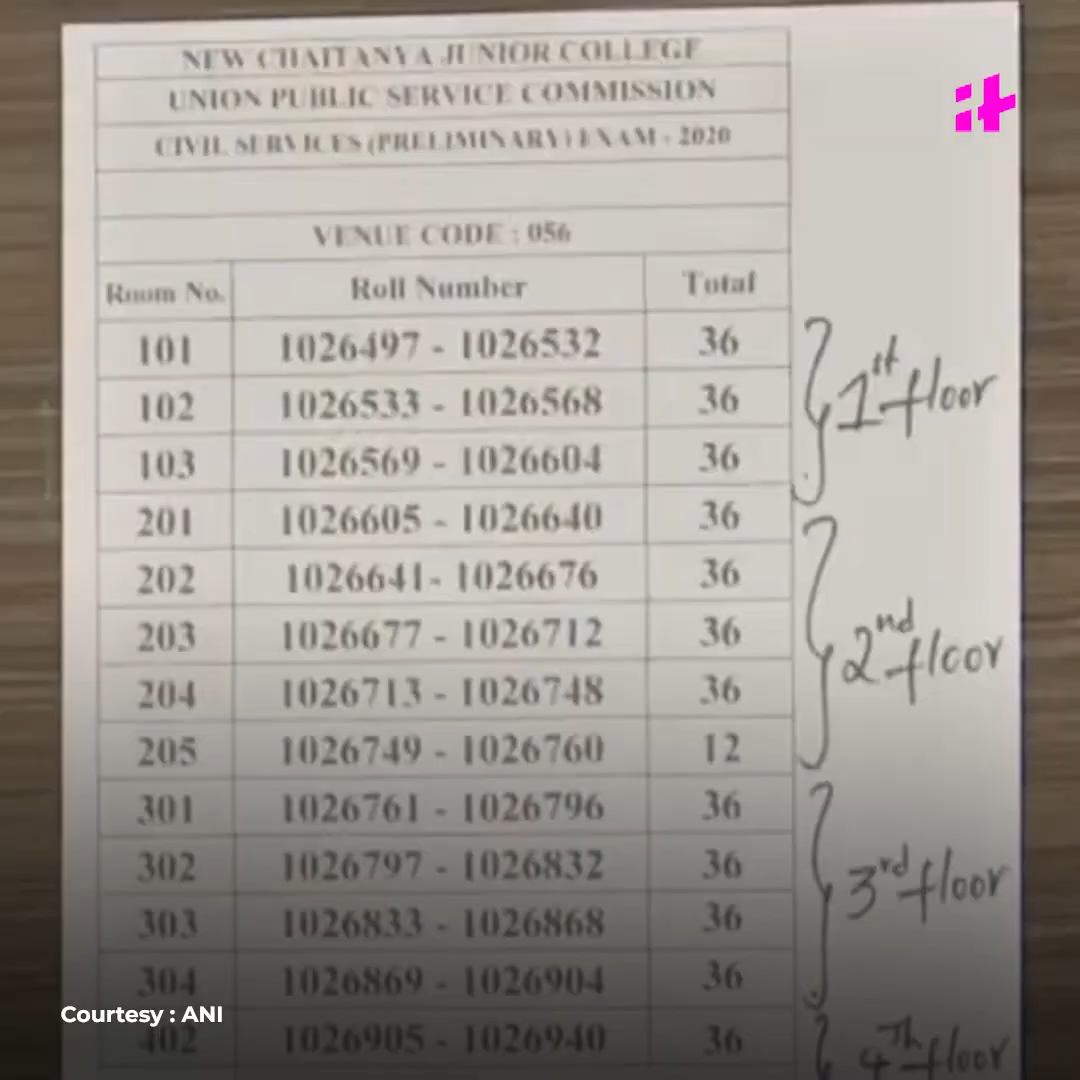 NEW CHAITANYA JUNIOR COLLEGE
UNION PUBLIC SERVICE COMMISSION
CIVIL SERVICES (PRELIMINARY) EXAM - 2020
VENUE CODE : 056
Room No. Roll Number Total
101 1026497 - 1026532 36
102 1026533 - 1026568 36
103 1026569 - 1026604 36
1st floor
201 1026605 - 1026640 36
202 1026641- 1026676 36
203 1026677 - 1026712 36
204 1026713 - 1026748 36
205 1026749 - 1026760 12
2nd floor
301 1026761 - 1026796 36
302 1026797 - 1026832 36
303 1026833 - 1026868 36
304 1026869 - 1026904 36
3rd floor
402 1026905 - 1026940 36
4Th floor
Courtesy : ANI
it